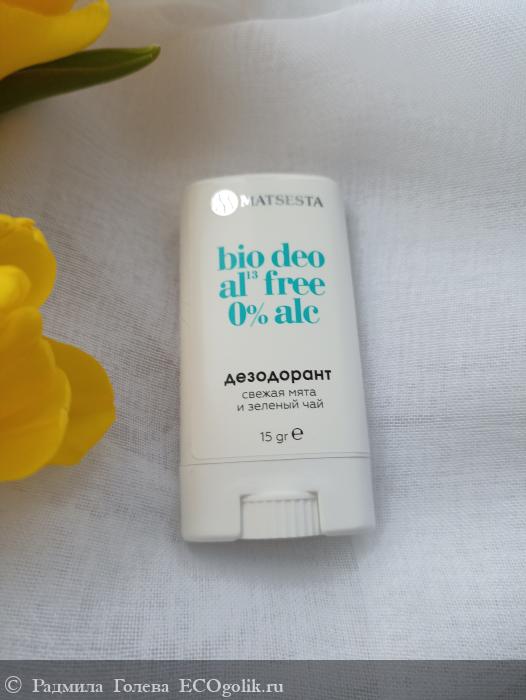 MATSESTA
bio deo
al¹³ free
0% alc
дезодорант
свежая мята
и зеленый чай
15 gr ℮
© Радмила Голева ECOgolik.ru